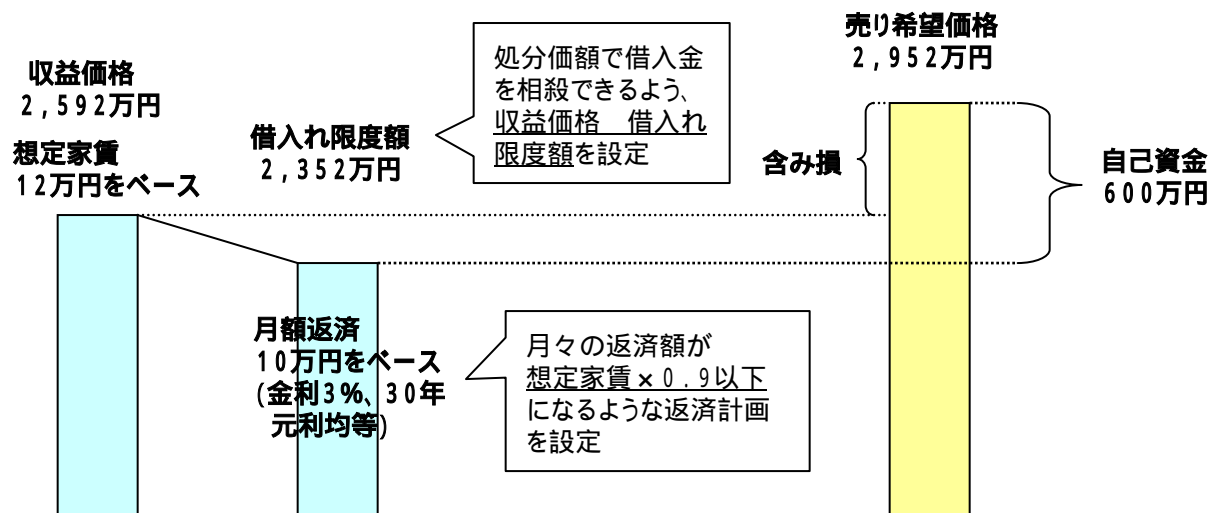 収益価格
2,592万円
想定家賃
12万円をベース
借入れ限度額
2,352万円
処分価額で借入金
を相殺できるよう、
収益価格　借入れ
限度額を設定
売り希望価格
2,952万円
含み損
自己資金
600万円
月額返済
10万円をベース
(金利3%、30年
元利均等)
月々の返済額が
想定家賃×0.9以下
になるような返済計画
を設定